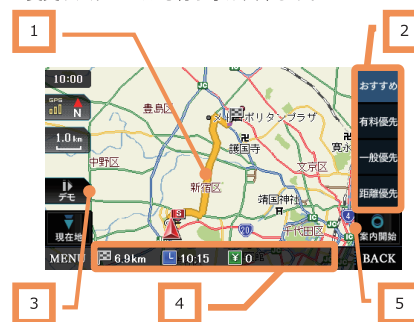 1
2
10:00
GPS
N
おすすめ
豊島区
メトロポリタンプラザ
有料優先
1.0km
護国寺
文京区
一般優先
中野区
新宿区
距離優先
デモ
靖国神社
千代田区
現在地
案内開始
S
20
4
IC
MENU
6.9km
L
10:15
¥
0
BACK
3
4
5